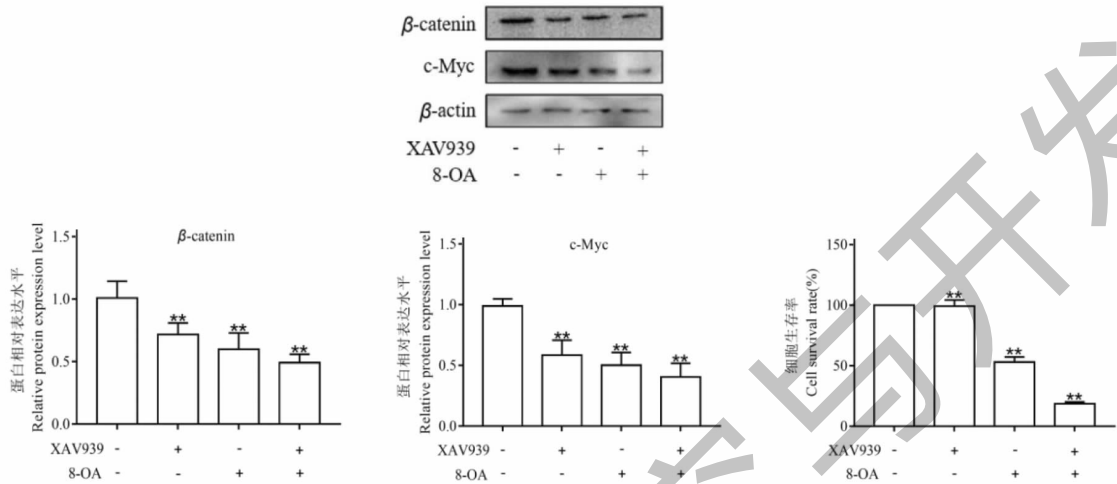 β-catenin
c-Myc
β-actin
XAV939 - + - +
8-OA - - + +
蛋白相对表达水平
Relative protein expression level
β-catenin
1.5
1.0
**
**
**
0.5
0.0
XAV939 - + - +
8-OA - - + +
蛋白相对表达水平
Relative protein expression level
c-Myc
1.5
1.0
**
**
**
0.5
0.0
XAV939 - + - +
8-OA - - + +
细胞生存率
Cell survival rate(%)
150
100
**
**
**
50
0
XAV939 - + - +
8-OA - - + +
与开发